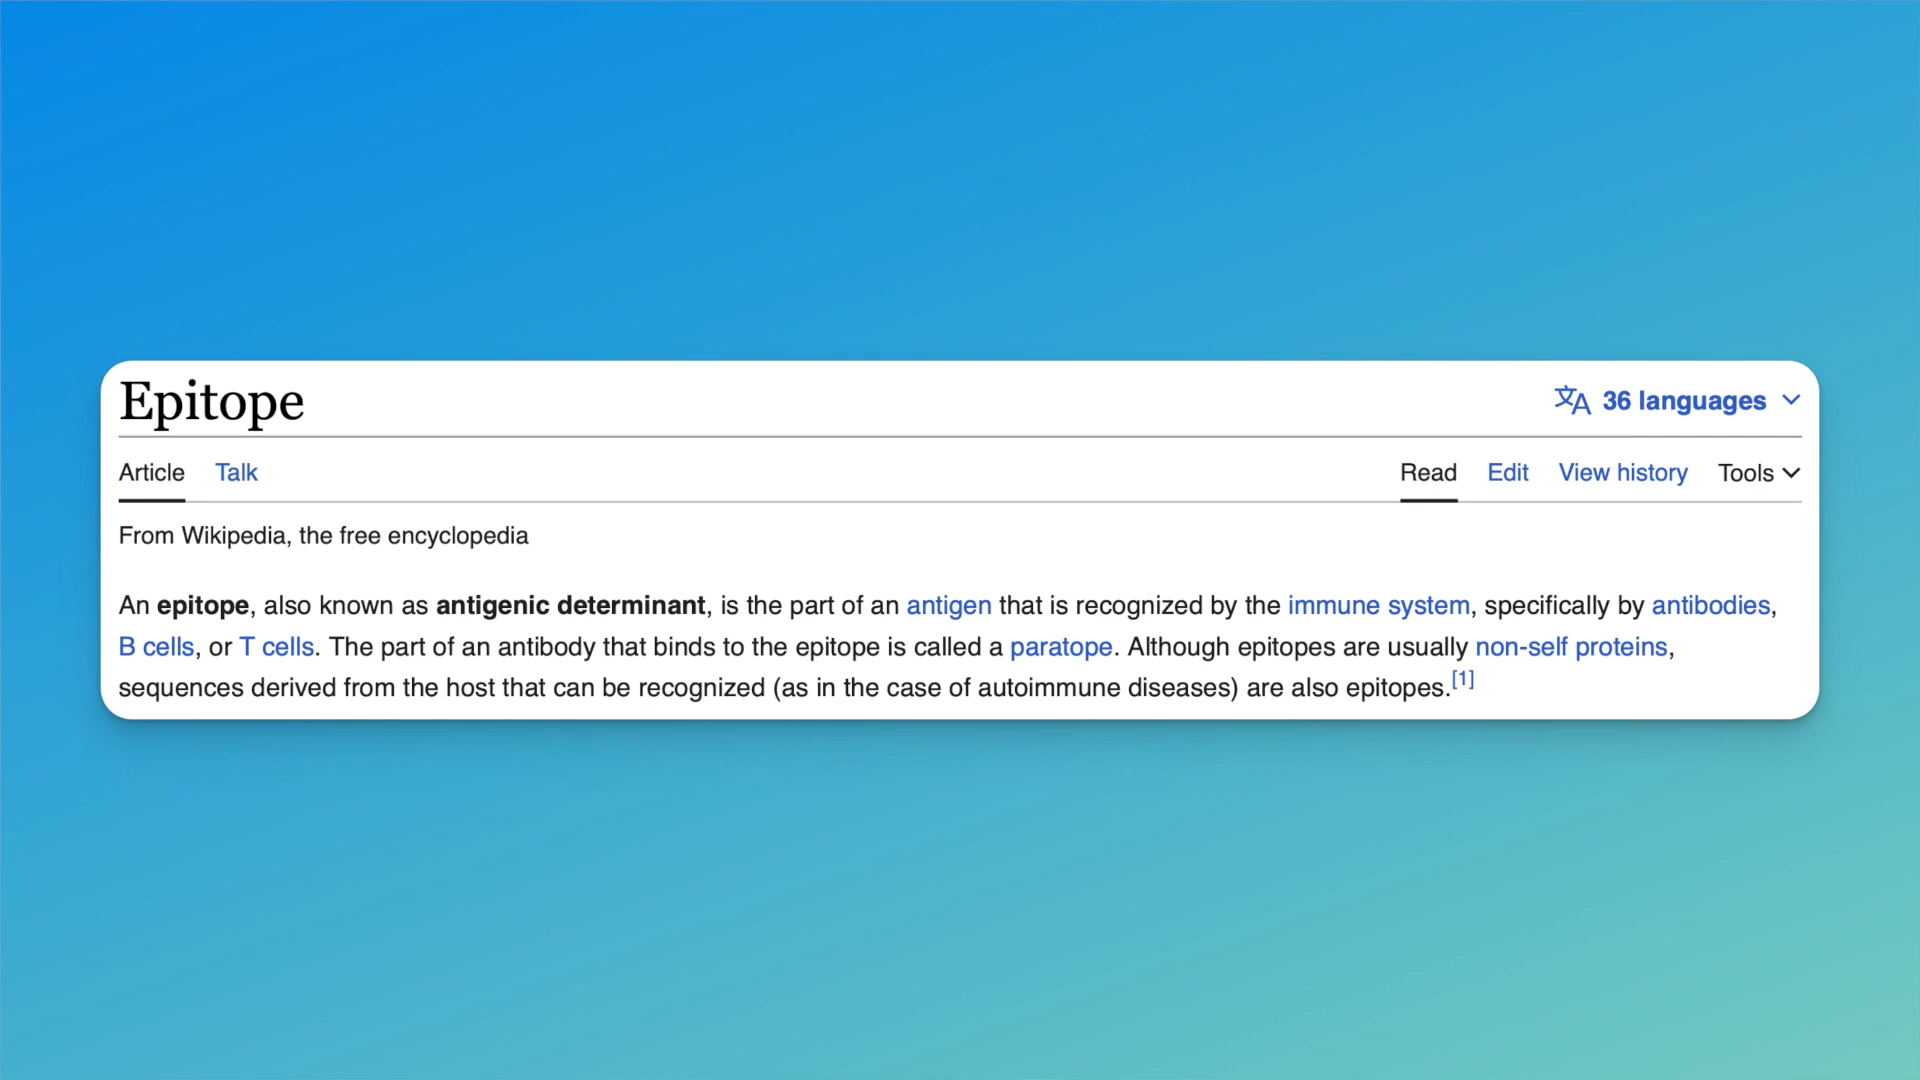 Epitope
36 languages
Article Talk Read Edit View history Tools
From Wikipedia, the free encyclopedia
An epitope, also known as antigenic determinant, is the part of an antigen that is recognized by the immune system, specifically by antibodies,
B cells, or T cells. The part of an antibody that binds to the epitope is called a paratope. Although epitopes are usually non-self proteins,
sequences derived from the host that can be recognized (as in the case of autoimmune diseases) are also epitopes.[1]